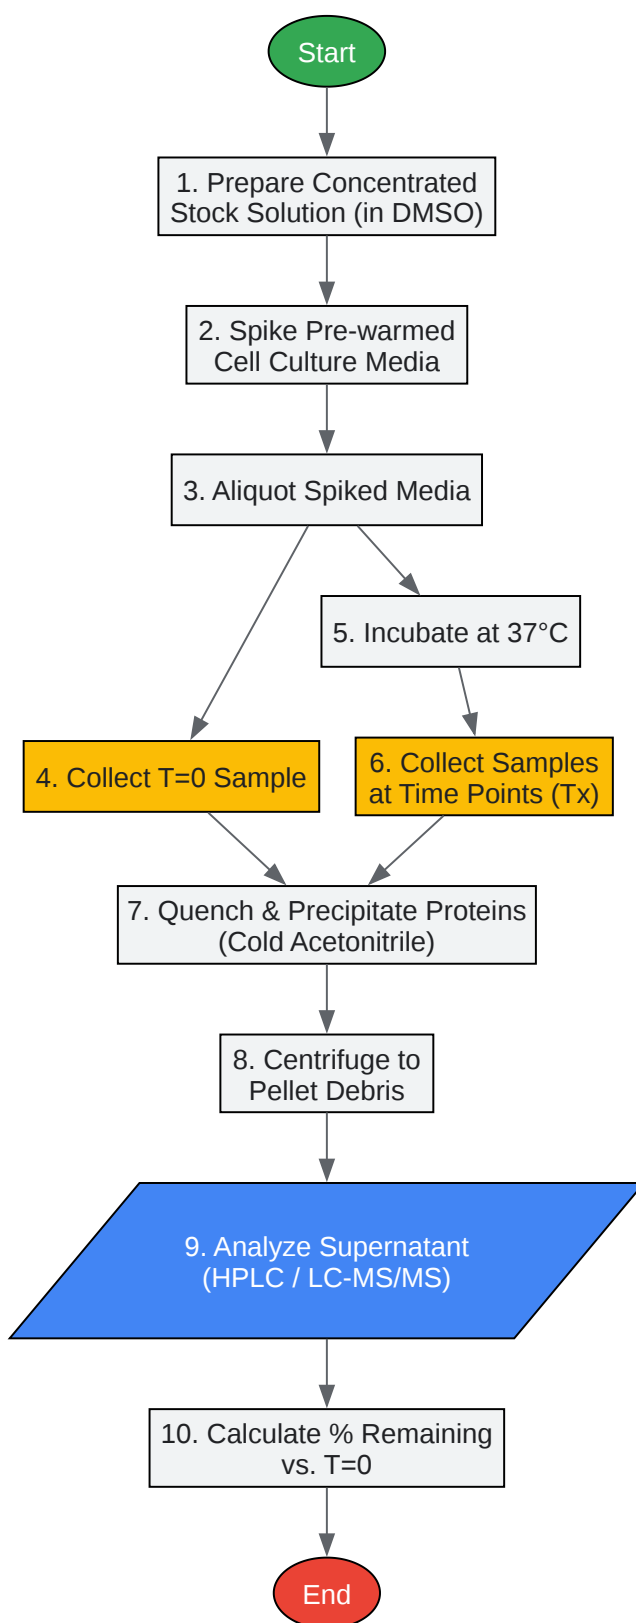 Start
1. Prepare Concentrated
Stock Solution (in DMSO)
2. Spike Pre-warmed
Cell Culture Media
3. Aliquot Spiked Media
5. Incubate at 37°C
4. Collect T=0 Sample
6. Collect Samples
at Time Points (Tx)
7. Quench & Precipitate Proteins
(Cold Acetonitrile)
8. Centrifuge to
Pellet Debris
9. Analyze Supernatant
(HPLC / LC-MS/MS)
10. Calculate % Remaining
vs. T=0
End